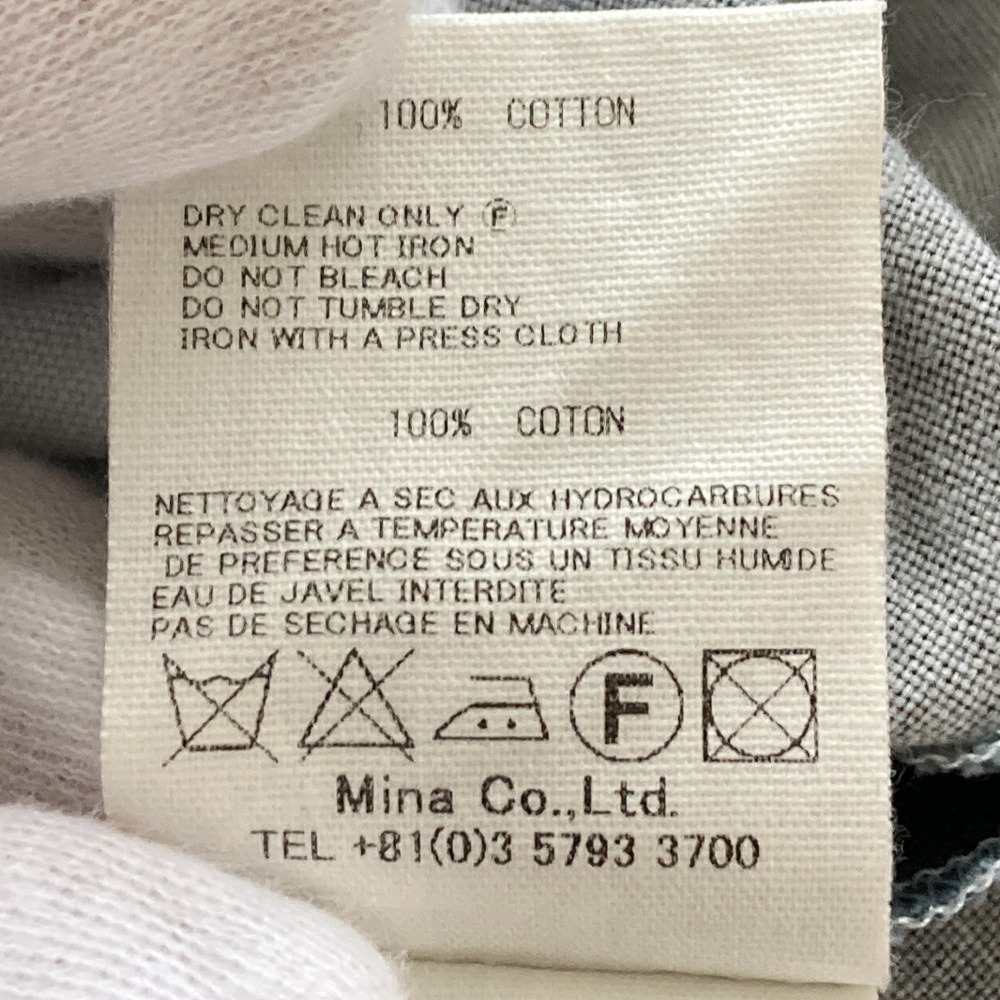 100% COTTON
DRY CLEAN ONLY Ⓕ
MEDIUM HOT IRON
DO NOT BLEACH
DO NOT TUMBLE DRY
IRON WITH A PRESS CLOTH
100% COTON
NETTOYAGE A SEC AUX HYDROCARBURES
REPASSER A TEMPERATURE MOYENNE
DE PREFERENCE SOUS UN TISSU HUMIDE
EAU DE JAVEL INTERDITE
PAS DE SECHAGE EN MACHINE
F
Mina Co.,Ltd.
TEL +81(0)3 5793 3700